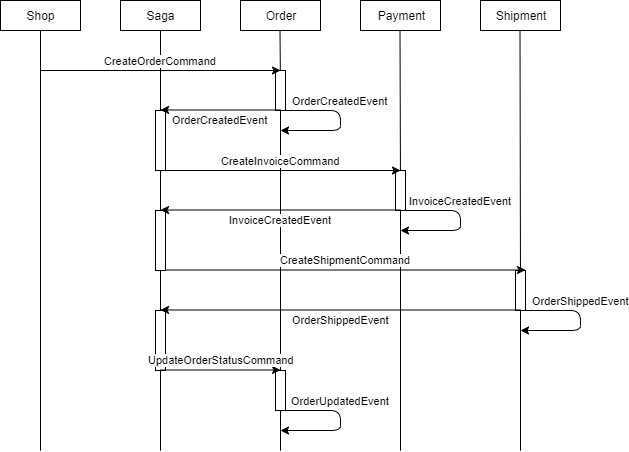 Shop
Saga
Order
Payment
Shipment
CreateOrderCommand
OrderCreatedEvent
OrderCreatedEvent
CreateInvoiceCommand
InvoiceCreatedEvent
InvoiceCreatedEvent
CreateShipmentCommand
OrderShippedEvent
OrderShippedEvent
UpdateOrderStatusCommand
OrderUpdatedEvent